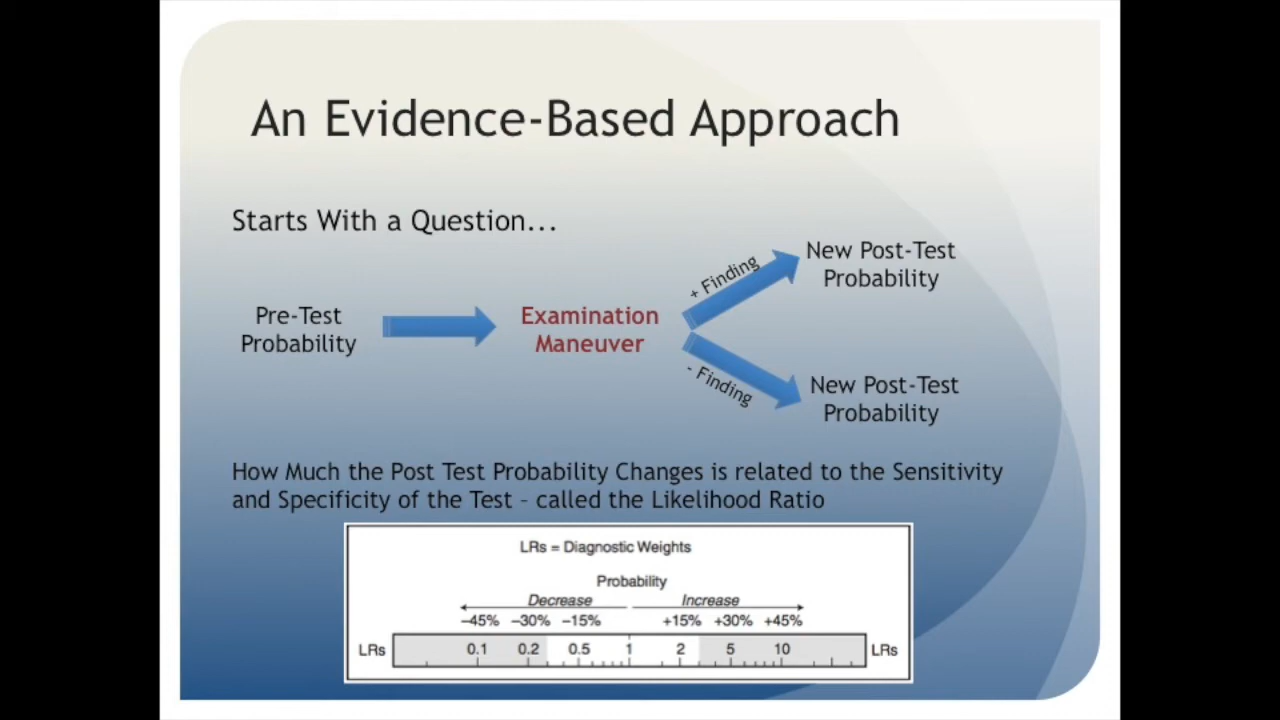 An Evidence-Based Approach
Starts With a Question...
Pre-Test
Probability
Examination
Maneuver
+ Finding
- Finding
New Post-Test
Probability
New Post-Test
Probability
How Much the Post Test Probability Changes is related to the Sensitivity
and Specificity of the Test – called the Likelihood Ratio
LRs = Diagnostic Weights
Probability
Decrease Increase
–45% –30% –15% +15% +30% +45%
LRs 0.1 0.2 0.5 1 2 5 10 LRs